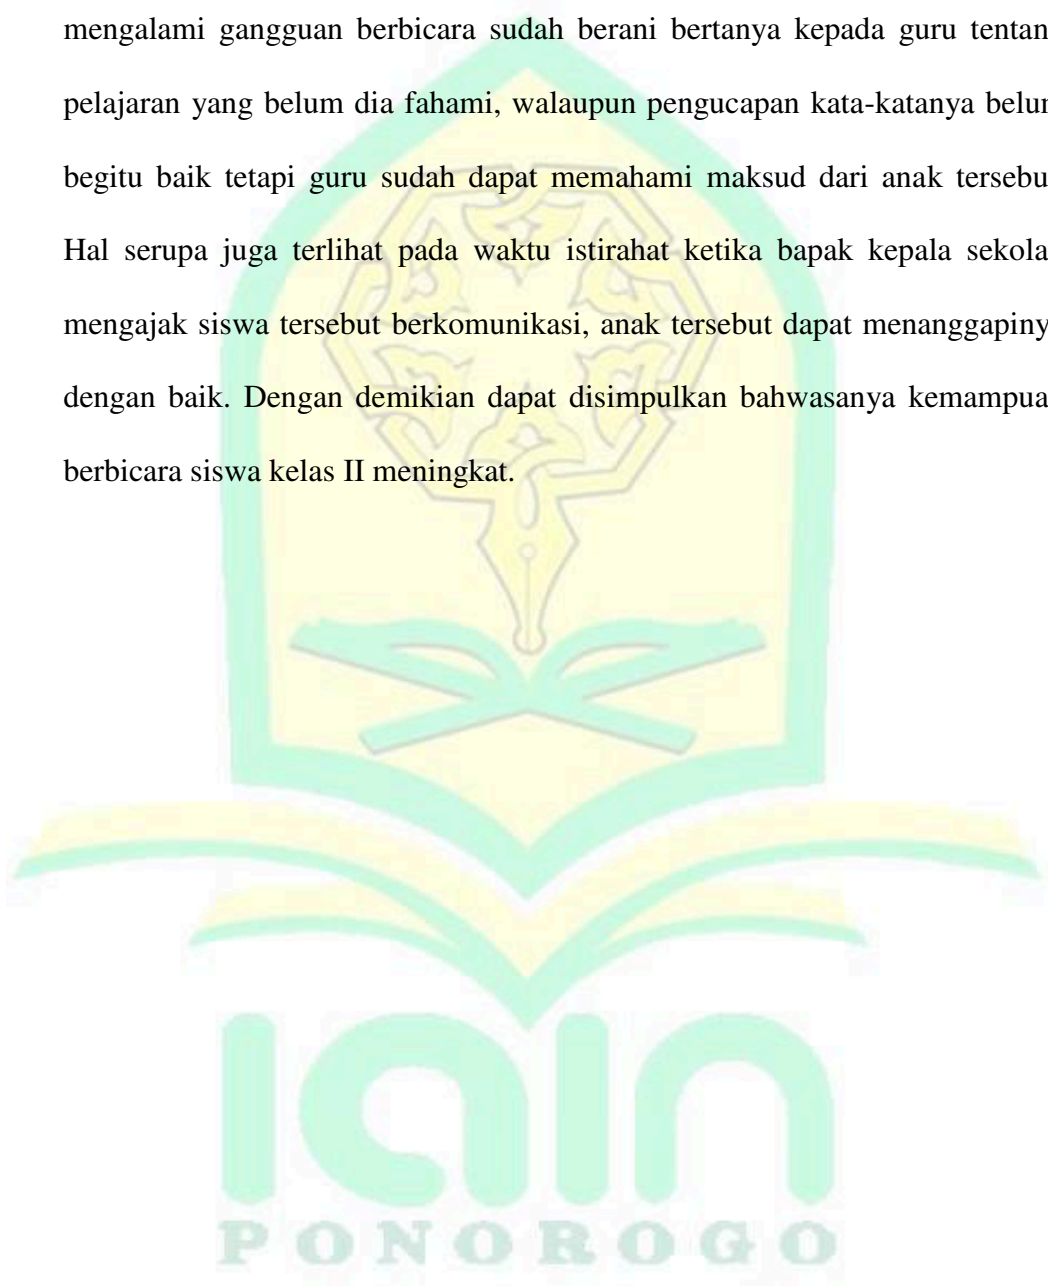 mengalami gangguan berbicara sudah berani bertanya kepada guru tentan
pelajaran yang belum dia fahami, walaupun pengucapan kata-katanya belu
begitu baik tetapi guru sudah dapat memahami maksud dari anak tersebu
Hal serupa juga terlihat pada waktu istirahat ketika bapak kepala sekola
mengajak siswa tersebut berkomunikasi, anak tersebut dapat menanggapiny
dengan baik. Dengan demikian dapat disimpulkan bahwasanya kemampua
berbicara siswa kelas II meningkat.
iain
PONOROGO